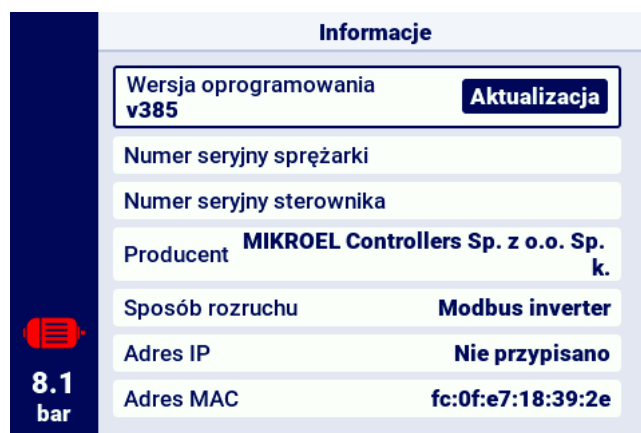 Informacje
Wersja oprogramowania
v385
Aktualizacja
Numer seryjny sprężarki
Numer seryjny sterownika
Producent MIKROEL Controllers Sp. z o.o. Sp.
k.
Sposób rozruchu Modbus inverter
Adres IP Nie przypisano
Adres MAC fc:0f:e7:18:39:2e
8.1
bar